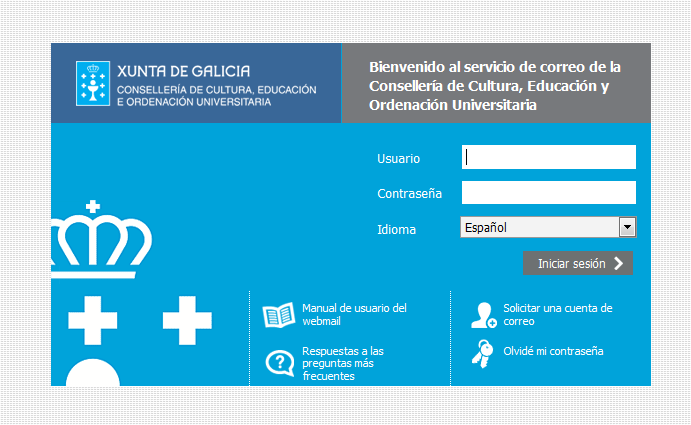 XUNTA DE GALICIA
CONSELLERÍA DE CULTURA, EDUCACIÓN
E ORDENACIÓN UNIVERSITARIA
Bienvenido al servicio de correo de la
Consellería de Cultura, Educación y
Ordenación Universitaria
Usuario
Contraseña
Idioma
Español
Iniciar sesión
Manual de usuario del
webmail
Solicitar una cuenta de
correo
Respuestas a las
preguntas más
frecuentes
Olvidé mi contraseña